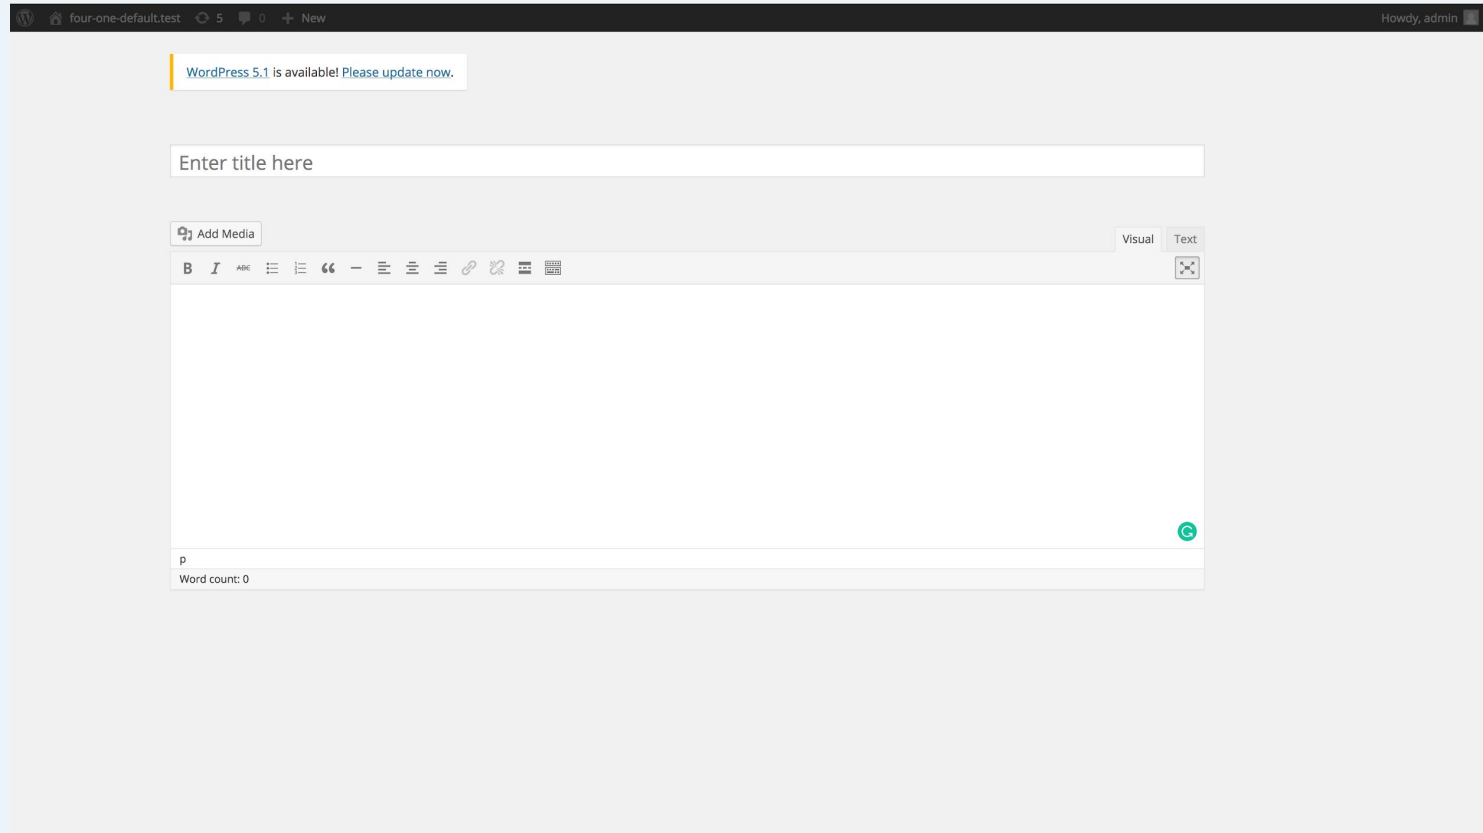 four-one-default.test 5 0 New Howdy, admin
WordPress 5.1 is available! Please update now.
Enter title here
Add Media
Visual Text
B I ABC
p
Word count: 0